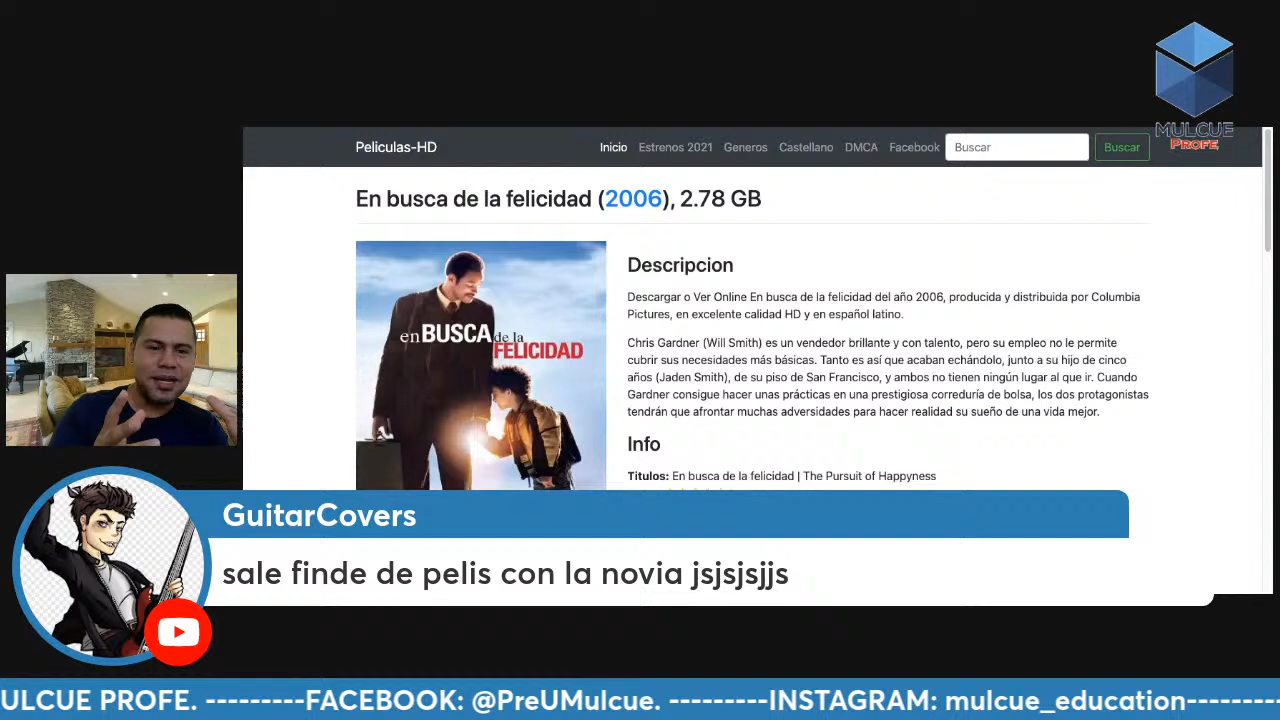 MULCUE
PROFE
Peliculas-HD
Inicio Estrenos 2021 Generos Castellano DMCA Facebook Buscar Buscar
En busca de la felicidad (2006), 2.78 GB
en BUSCA de la
FELICIDAD
Descripcion
Descargar o Ver Online En busca de la felicidad del año 2006, producida y distribuida por Columbia
Pictures, en excelente calidad HD y en español latino.
Chris Gardner (Will Smith) es un vendedor brillante y con talento, pero su empleo no le permite
cubrir sus necesidades más básicas. Tanto es así que acaban echándolo, junto a su hijo de cinco
años (Jaden Smith), de su piso de San Francisco, y ambos no tienen ningún lugar al que ir. Cuando
Gardner consigue hacer unas prácticas en una prestigiosa correduría de bolsa, los dos protagonistas
tendrán que afrontar muchas adversidades para hacer realidad su sueño de una vida mejor.
Info
Titulos: En busca de la felicidad | The Pursuit of Happyness
GuitarCovers
sale finde de pelis con la novia jsjsjsjjs
ULCUE PROFE. ---------FACEBOOK: @PreUMulcue. ---------INSTAGRAM: mulcue_education---------